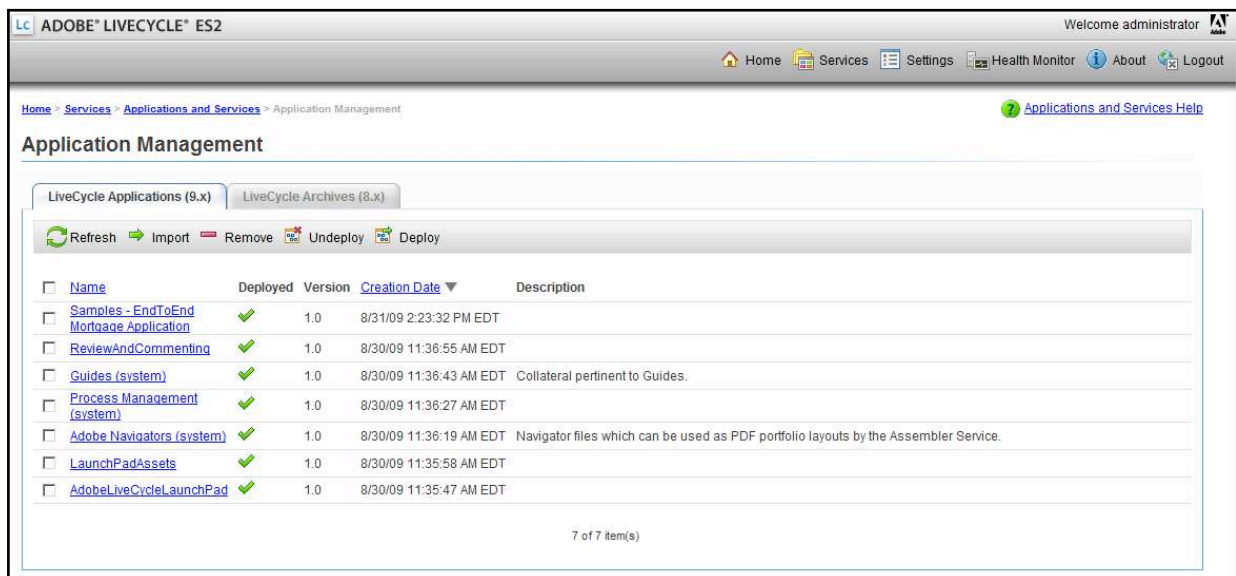 LC ADOBE® LIVECYCLE® ES2
Welcome administrator
Adobe
Home Services Settings Health Monitor About Logout
Home > Services > Applications and Services > Application Management
Applications and Services Help
Application Management
LiveCycle Applications (9.x) LiveCycle Archives (8.x)
Refresh Import Remove Undeploy Deploy
Name Deployed Version Creation Date Description
Samples - EndToEnd
Mortgage Application 1.0 8/31/09 2:23:32 PM EDT
ReviewAndCommenting 1.0 8/30/09 11:36:55 AM EDT
Guides (system) 1.0 8/30/09 11:36:43 AM EDT Collateral pertinent to Guides.
Process Management
(system) 1.0 8/30/09 11:36:27 AM EDT
Adobe Navigators (system) 1.0 8/30/09 11:36:19 AM EDT Navigator files which can be used as PDF portfolio layouts by the Assembler Service.
LaunchPadAssets 1.0 8/30/09 11:35:58 AM EDT
AdobeLiveCycleLaunchPad 1.0 8/30/09 11:35:47 AM EDT
7 of 7 item(s)